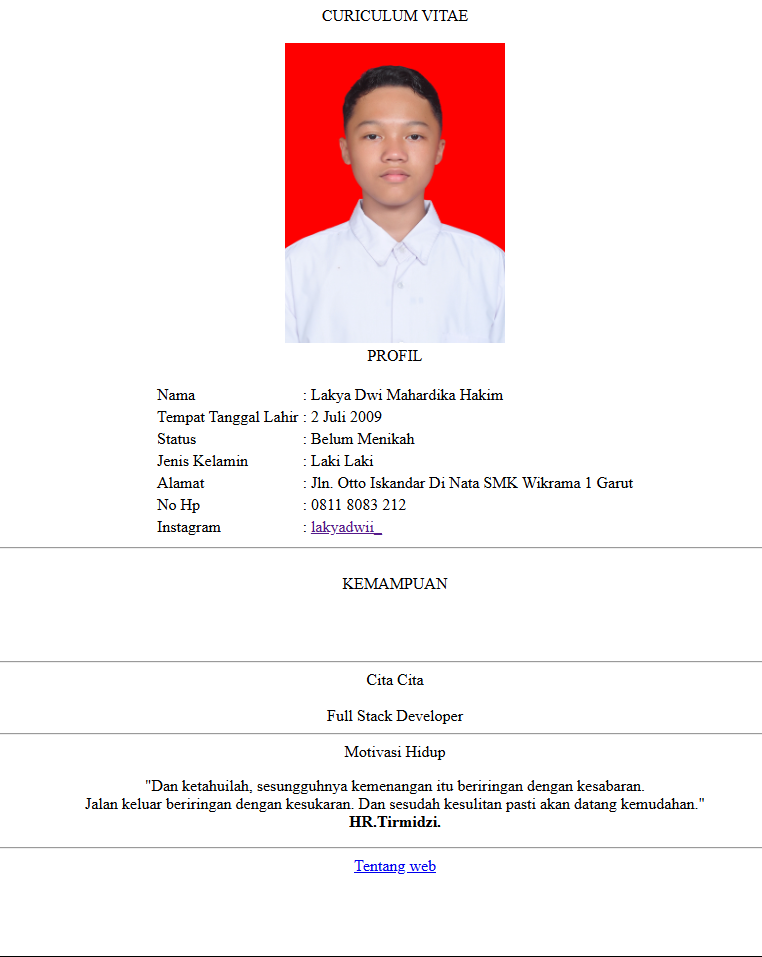 CURICULUM VITAE
PROFIL
Nama : Lakya Dwi Mahardika Hakim
Tempat Tanggal Lahir : 2 Juli 2009
Status : Belum Menikah
Jenis Kelamin : Laki Laki
Alamat : Jln. Otto Iskandar Di Nata SMK Wikrama 1 Garut
No Hp : 0811 8083 212
Instagram : lakyadwii_
KEMAMPUAN
Cita Cita
Full Stack Developer
Motivasi Hidup
"Dan ketahuilah, sesungguhnya kemenangan itu beriringan dengan kesabaran.
Jalan keluar beriringan dengan kesukaran. Dan sesudah kesulitan pasti akan datang kemudahan."
HR.Tirmidzi.
Tentang web